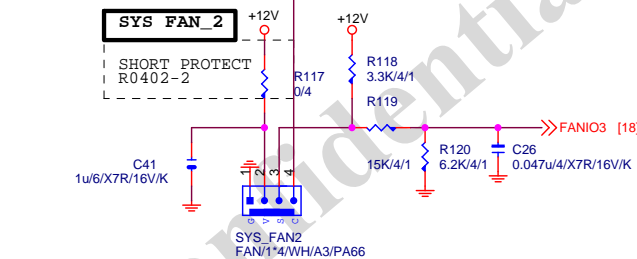 SYS FAN_2
+12V
+12V
SHORT PROTECT
R0402-2
R117
0/4
R118
3.3K/4/1
R119
15K/4/1
FANIO3 [18]
C41
1u/6/X7R/16V/K
R120
6.2K/4/1
C26
0.047u/4/X7R/16V/K
1 2 3 4
G V S C
SYS_FAN2
FAN/1*4/WH/A3/PA66
Confidential